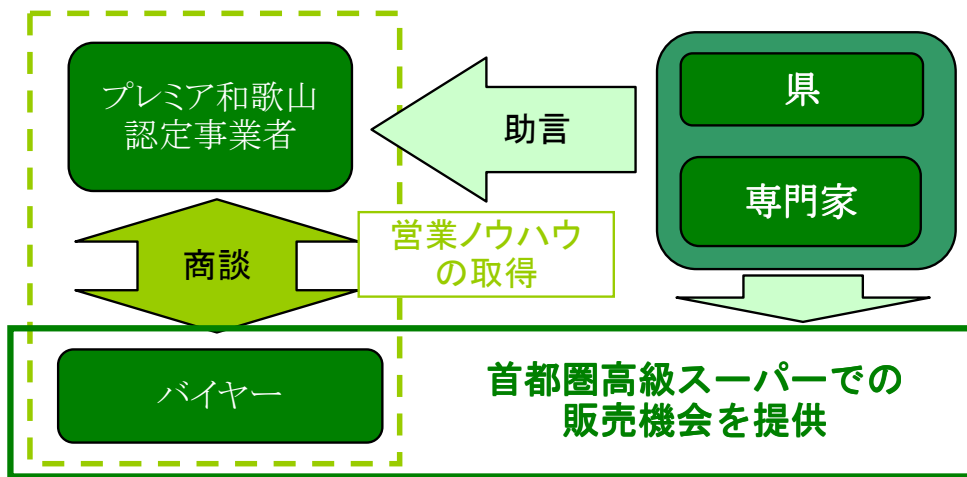 プレミア和歌山
認定事業者
助言
県
専門家
商談
営業ノウハウ
の取得
バイヤー
首都圏高級スーパーでの
販売機会を提供